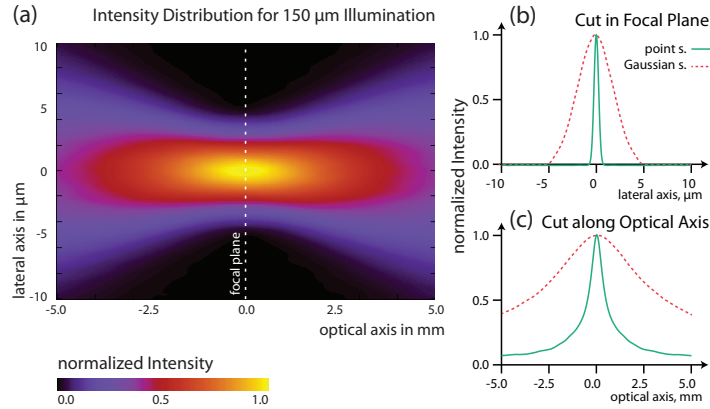 (a)
Intensity Distribution for 150 μm Illumination
lateral axis in μm
10
5
0
-5
-10
focal plane
-5.0 -2.5 0.0 2.5 5.0
optical axis in mm
normalized Intensity
0.0 0.5 1.0
(b) Cut in Focal Plane
point s.
Gaussian s.
normalized Intensity
1.0
0.5
0.0
-10 -5 0 5 10
lateral axis, μm
(c) Cut along Optical Axis
1.0
0.5
0.0
-5.0 -2.5 0.0 2.5 5.0
optical axis, mm